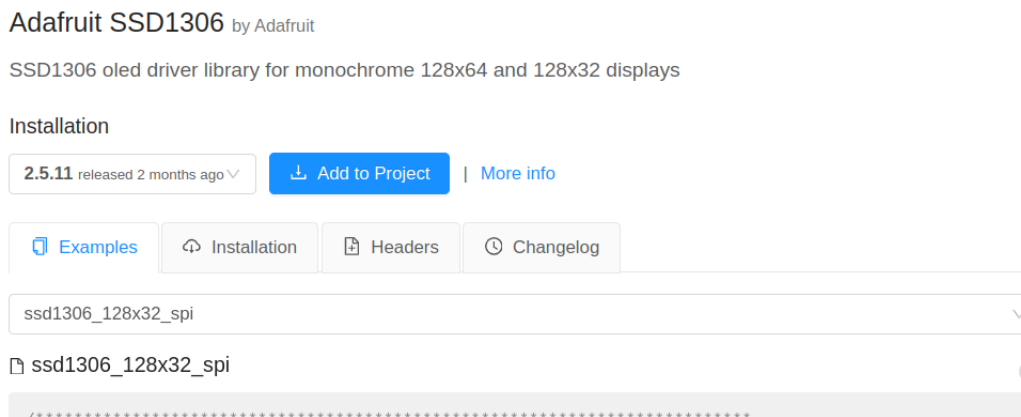 Adafruit SSD1306 by Adafruit
SSD1306 oled driver library for monochrome 128x64 and 128x32 displays
Installation
2.5.11 released 2 months ago Add to Project | More info
Examples Installation Headers Changelog
ssd1306_128x32_spi
ssd1306_128x32_spi
/**************************************************************************